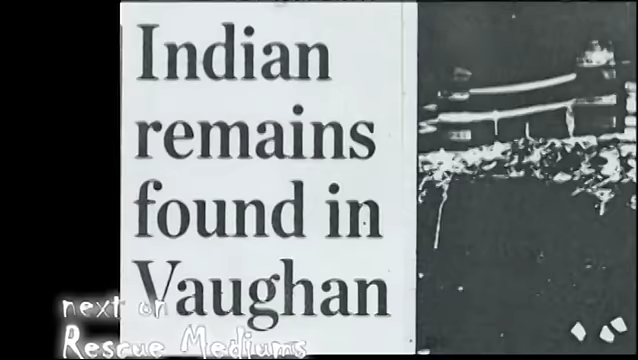 Indian
remains
found in
Vaughan
next on
Rescue Mediums